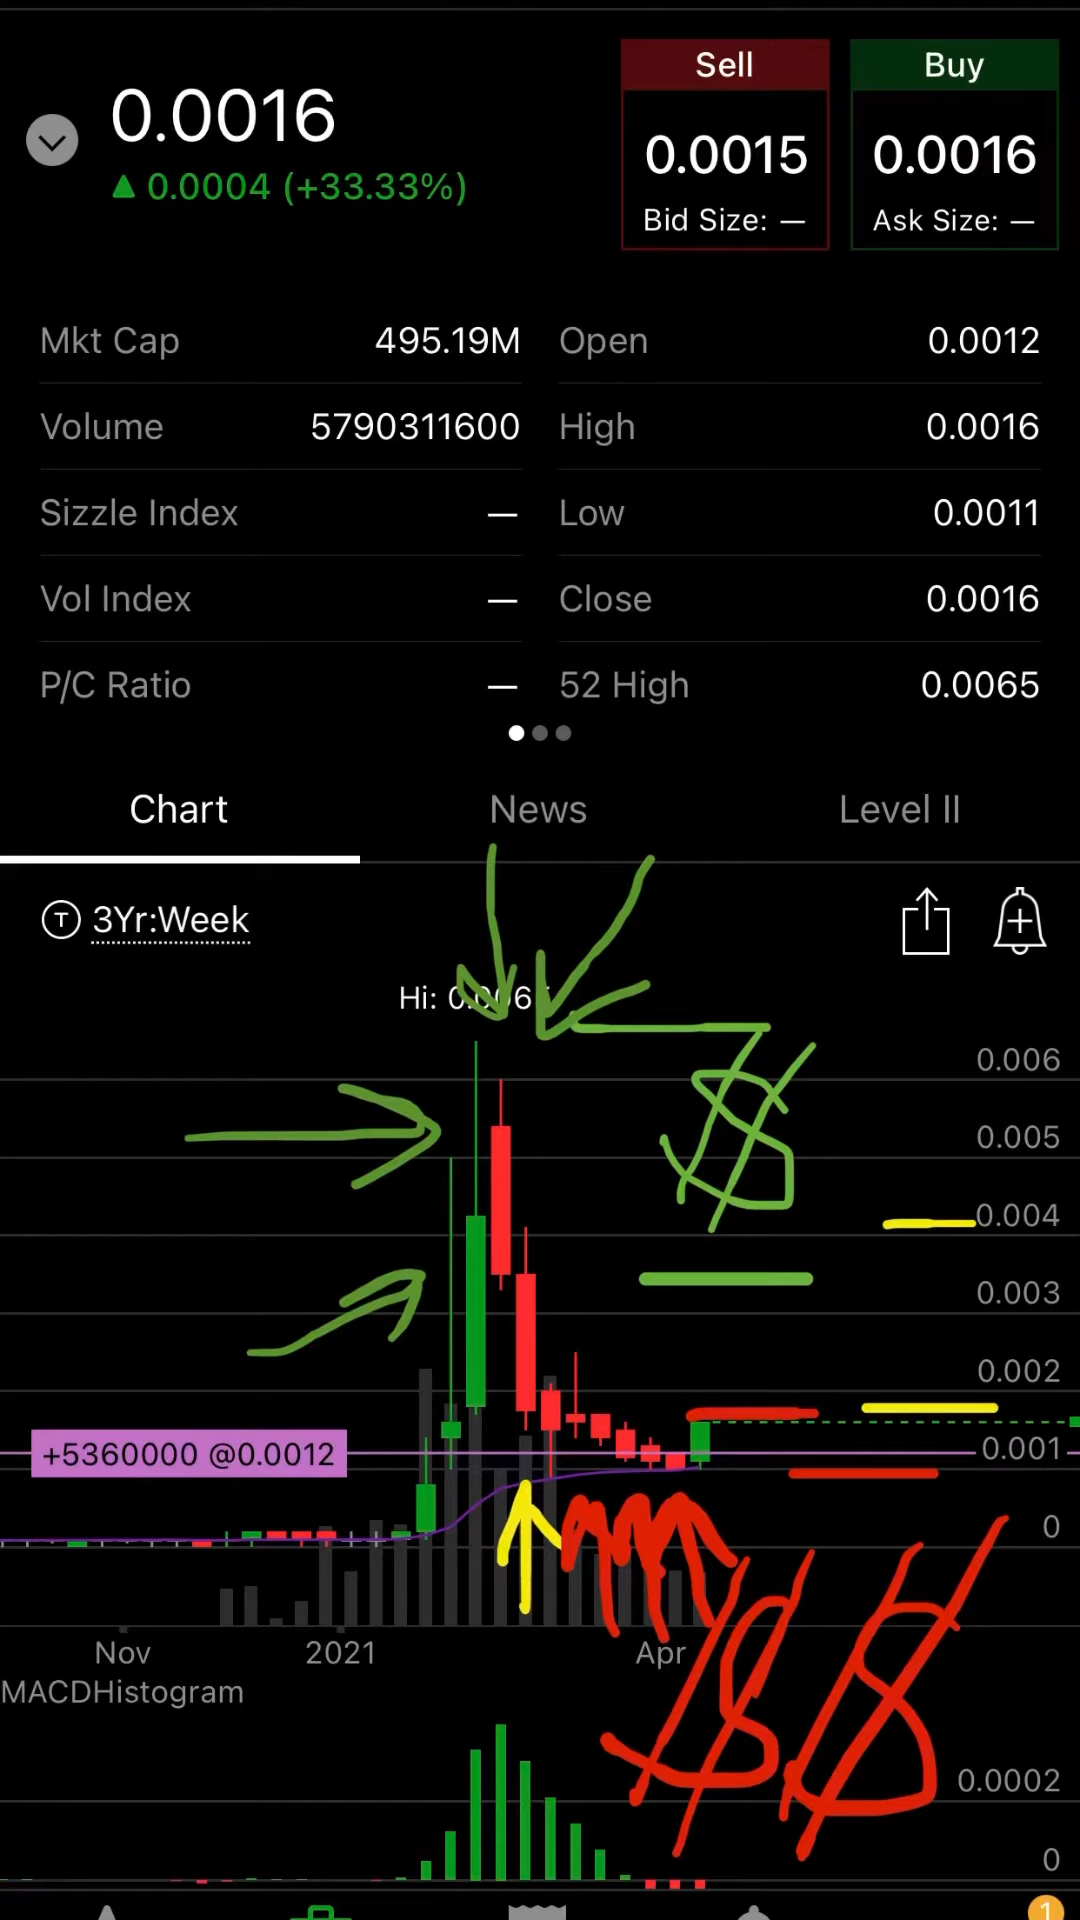 Sell
Buy
0.0016
0.0015
0.0016
0.0004 (+33.33%)
Bid Size: —
Ask Size: —
Mkt Cap 495.19M Open 0.0012
Volume 5790311600 High 0.0016
Sizzle Index — Low 0.0011
Vol Index — Close 0.0016
P/C Ratio — 52 High 0.0065
Chart News Level II
T 3Yr:Week
Hi:
0.006
$
0.005
0.004
0.003
0.002
+5360000 @0.0012
0.001
0
Nov 2021 Apr
MACDHistogram
$ $
0.0002
0
1